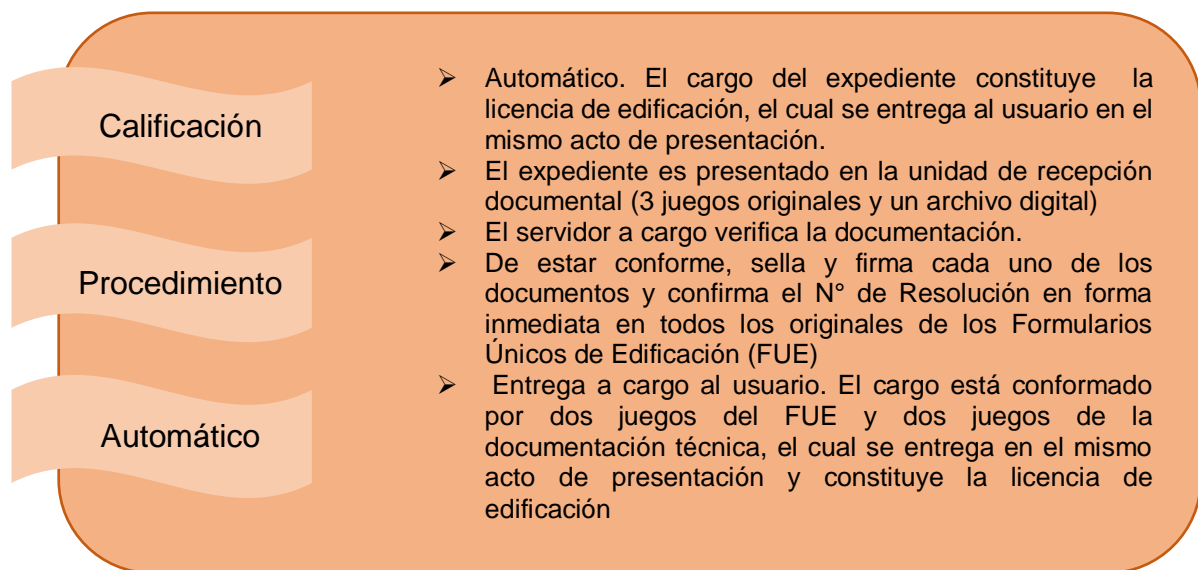 Calificación
Procedimiento
Automático
➢ Automático. El cargo del expediente constituye la
licencia de edificación, el cual se entrega al usuario en el
mismo acto de presentación.
➢ El expediente es presentado en la unidad de recepción
documental (3 juegos originales y un archivo digital)
➢ El servidor a cargo verifica la documentación.
➢ De estar conforme, sella y firma cada uno de los
documentos y confirma el N° de Resolución en forma
inmediata en todos los originales de los Formularios
Únicos de Edificación (FUE)
➢ Entrega a cargo al usuario. El cargo está conformado
por dos juegos del FUE y dos juegos de la
documentación técnica, el cual se entrega en el mismo
acto de presentación y constituye la licencia de
edificación